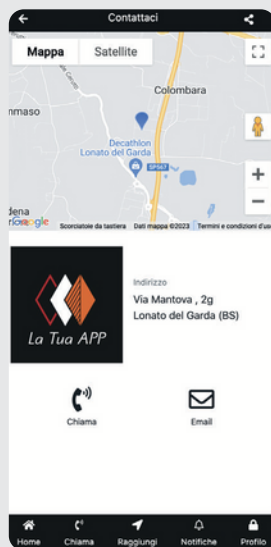 Contattaci
Mappa Satellite
Colombara
mmaso
Decathlon
Lonato del Garda
SP567
dena
Google
Scorciatoie da tastiera Dati mappa ©2023 Termini e condizioni d'uso
La Tua APP
Indirizzo
Via Mantova , 2g
Lonato del Garda (BS)
Chiama Email
Home Chiama Raggiungi Notifiche Profilo